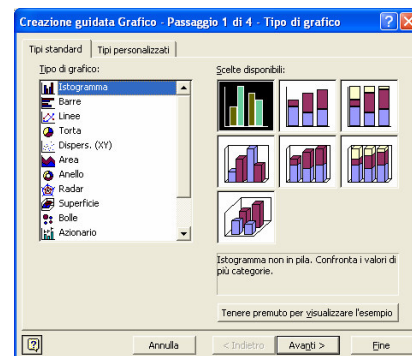 Creazione guidata Grafico - Passaggio 1 di 4 - Tipo di grafico
Tipi standard
Tipi personalizzati
Tipo di grafico:
Istogramma
Barre
Linee
Torta
Dispers. (XY)
Area
Anello
Radar
Superficie
Bolle
Azionario
Scelte disponibili:
Istogramma non in pila. Confronta i valori di
più categorie.
Tenere premuto per visualizzare l'esempio
Annulla
< Indietro
Avanti >
Fine